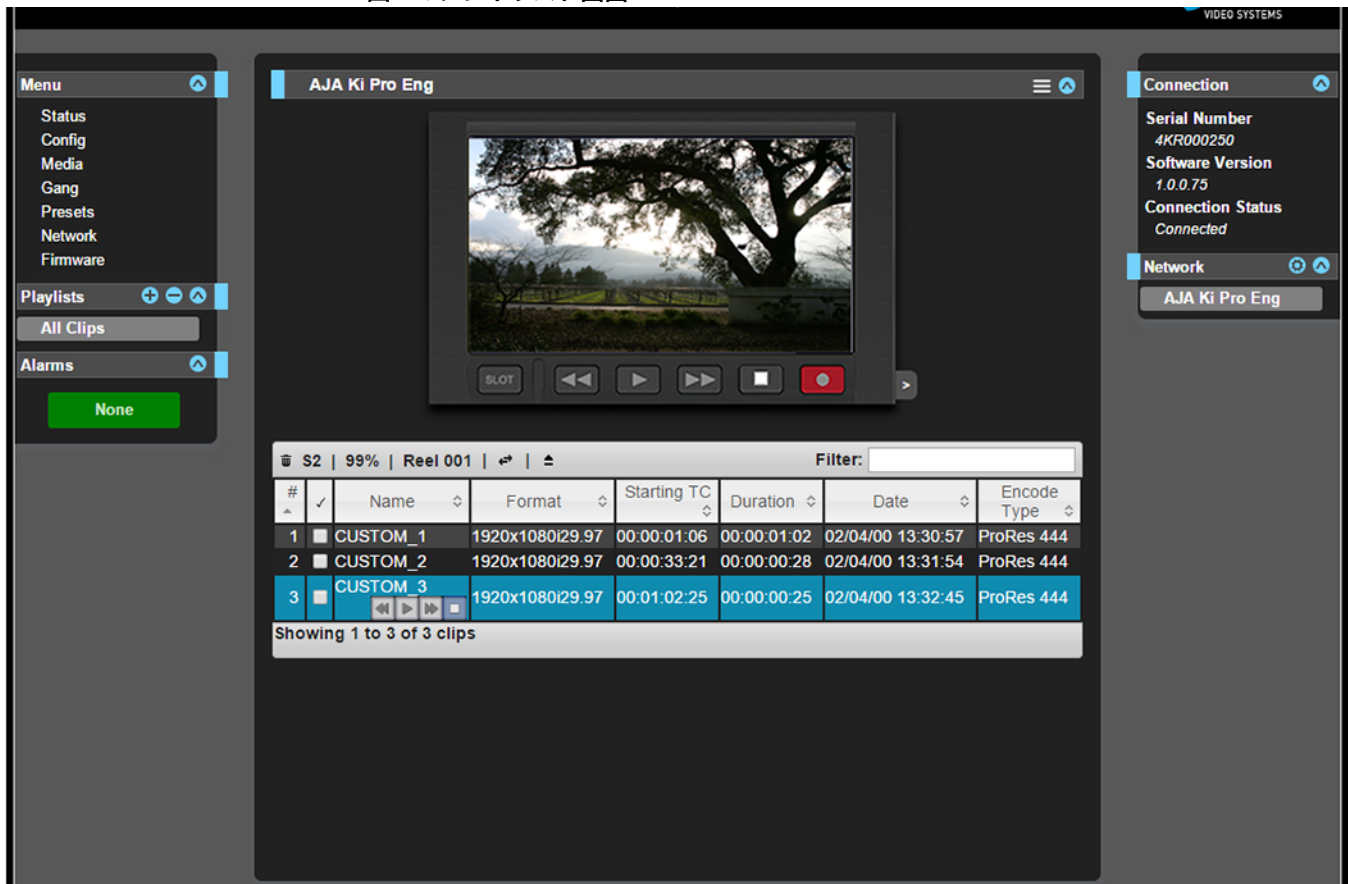 VIDEO SYSTEMS
Menu
Status
Config
Media
Gang
Presets
Network
Firmware
Playlists
All Clips
Alarms
None
AJA Ki Pro Eng
SLOT
>
S2 | 99% | Reel 001 | | 
Filter:
# ✓ Name Format Starting TC Duration Date Encode Type
1 CUSTOM_1 1920x1080i29.97 00:00:01:06 00:00:01:02 02/04/00 13:30:57 ProRes 444
2 CUSTOM_2 1920x1080i29.97 00:00:33:21 00:00:00:28 02/04/00 13:31:54 ProRes 444
3 CUSTOM_3 1920x1080i29.97 00:01:02:25 00:00:00:25 02/04/00 13:32:45 ProRes 444
Showing 1 to 3 of 3 clips
Connection
Serial Number
4KR000250
Software Version
1.0.0.75
Connection Status
Connected
Network
AJA Ki Pro Eng